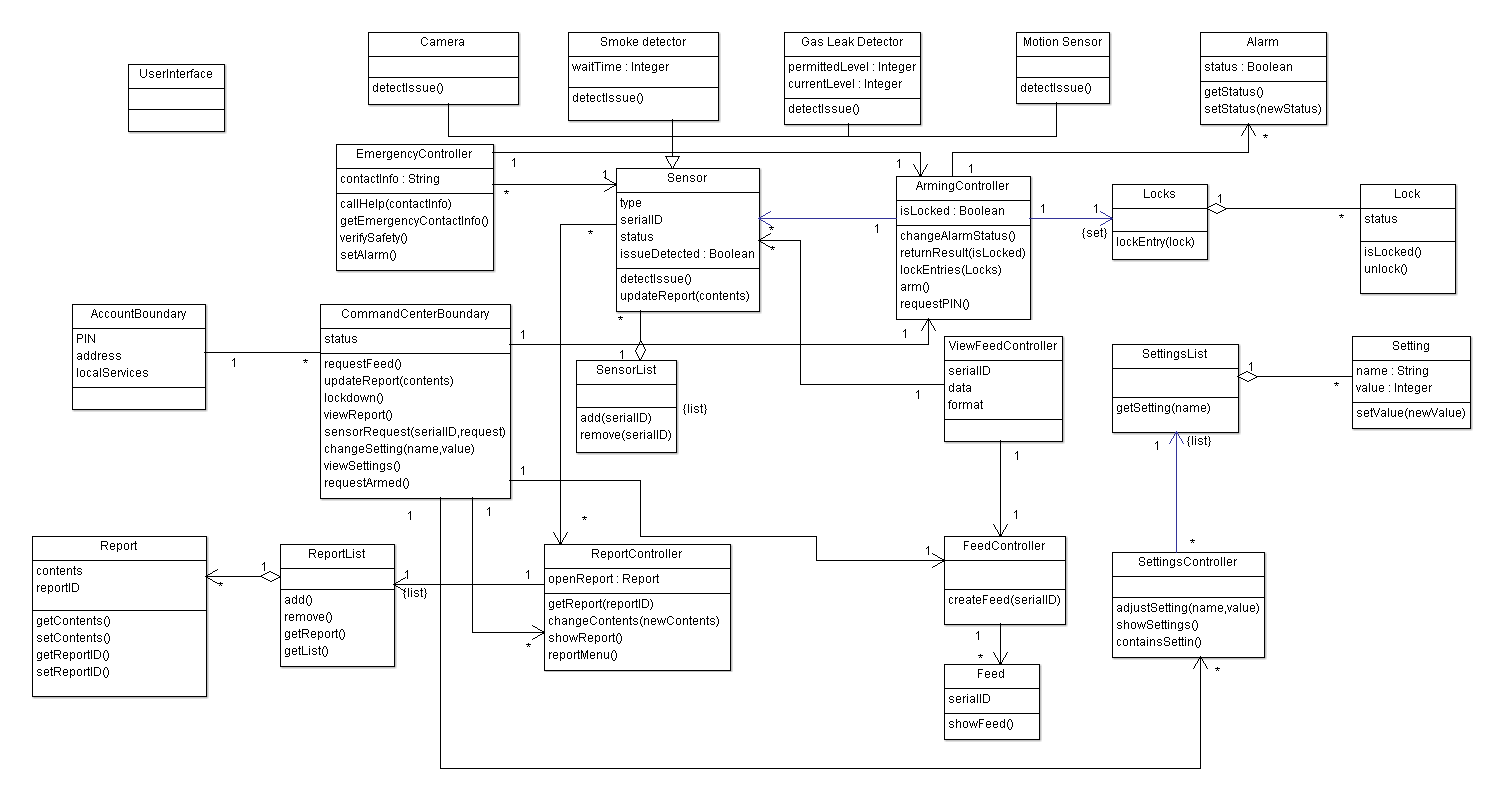 UserInterface
Camera
detectIssue()
Smoke detector
waitTime : Integer
detectIssue()
Gas Leak Detector
permittedLevel : Integer
currentLevel : Integer
detectIssue()
Motion Sensor
detectIssue()
Alarm
status : Boolean
getStatus()
setStatus(newStatus)
*
EmergencyController
contactInfo : String
callHelp(contactInfo)
getEmergencyContactInfo()
verifySafety()
setAlarm()
1
1
*
1
1
Sensor
type
serialID
status
issueDetected : Boolean
detectIssue()
updateReport(contents)
*
*
*
*
1
ArmingController
isLocked : Boolean
changeAlarmStatus()
returnResult(isLocked)
lockEntries(Locks)
arm()
requestPIN()
1
1
{set}
Locks
lockEntry(lock)
1
*
Lock
status
isLocked()
unlock()
AccountBoundary
PIN
address
localServices
1
*
CommandCenterBoundary
status
requestFeed()
updateReport(contents)
lockdown()
viewReport()
sensorRequest(serialID,request)
changeSetting(name,value)
viewSettings()
requestArmed()
1
1
1
1
1
1
SensorList
add(serialID)
remove(serialID)
{list}
ViewFeedController
serialID
data
format
1
1
1
SettingsList
getSetting(name)
1
*
1
{list}
*
Setting
name : String
value : Integer
setValue(newValue)
Report
contents
reportID
getContents()
setContents()
getReportID()
setReportID()
*
1
ReportList
add()
remove()
getReport()
getList()
1
{list}
1
*
*
ReportController
openReport : Report
getReport(reportID)
changeContents(newContents)
showReport()
reportMenu()
1
FeedController
createFeed(serialID)
1
*
Feed
serialID
showFeed()
SettingsController
adjustSetting(name,value)
showSettings()
containsSettin()
*